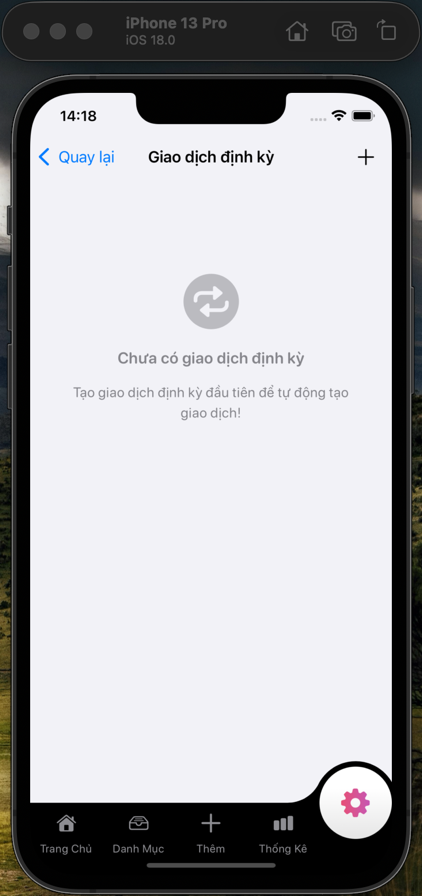 iPhone 13 Pro
iOS 18.0
14:18
Quay lại
Giao dịch định kỳ
Chưa có giao dịch định kỳ
Tạo giao dịch định kỳ đầu tiên để tự động tạo
giao dịch!
Trang Chủ
Danh Mục
Thêm
Thống Kê